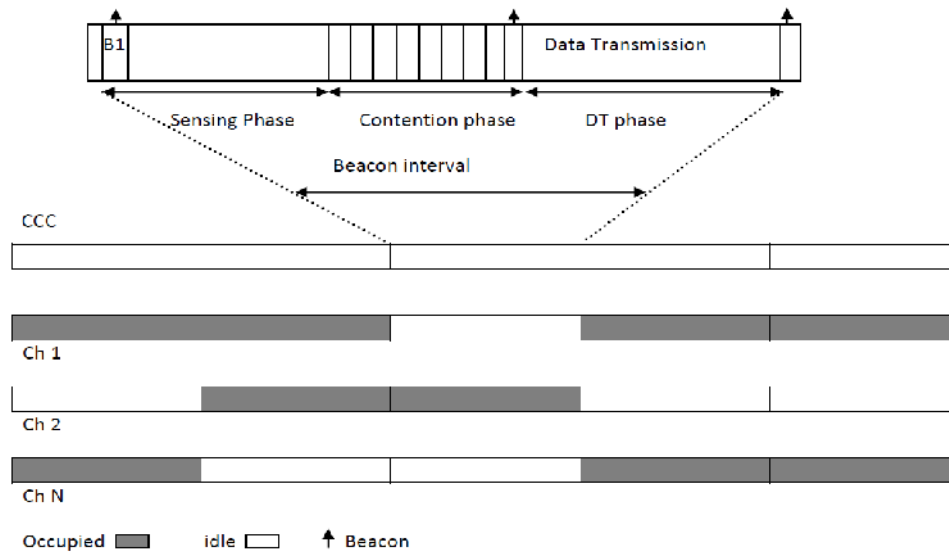 B1 Data Transmission
Sensing Phase Contention phase DT phase
Beacon interval
CCC
Ch 1
Ch 2
Ch N
Occupied idle Beacon